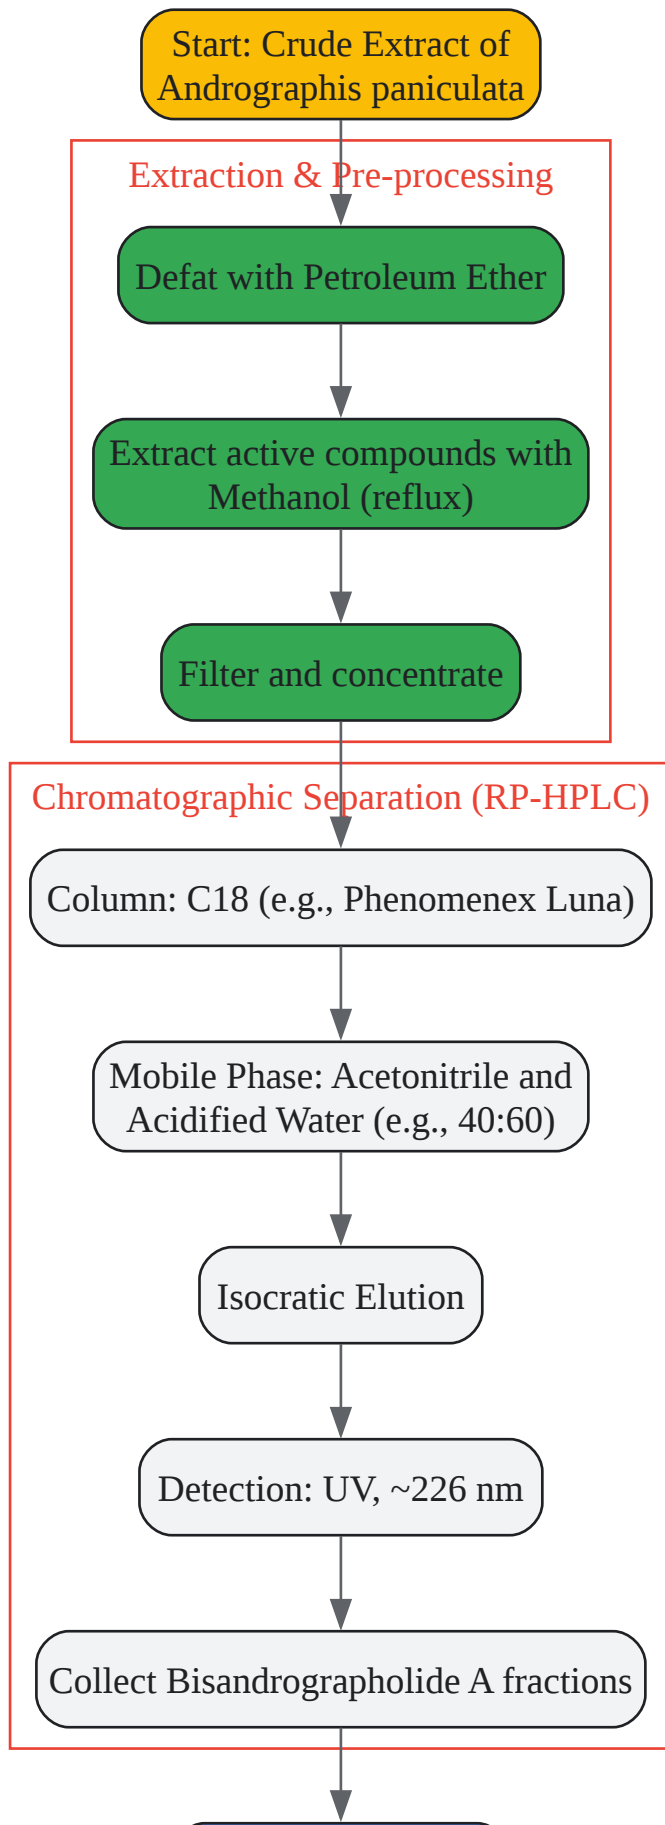 Start: Crude Extract of
Andrographis paniculata
Extraction & Pre-processing
Defat with Petroleum Ether
Extract active compounds with
Methanol (reflux)
Filter and concentrate
Chromatographic Separation (RP-HPLC)
Column: C18 (e.g., Phenomenex Luna)
Mobile Phase: Acetonitrile and
Acidified Water (e.g., 40:60)
Isocratic Elution
Detection: UV, ~226 nm
Collect Bisandrographolide A fractions